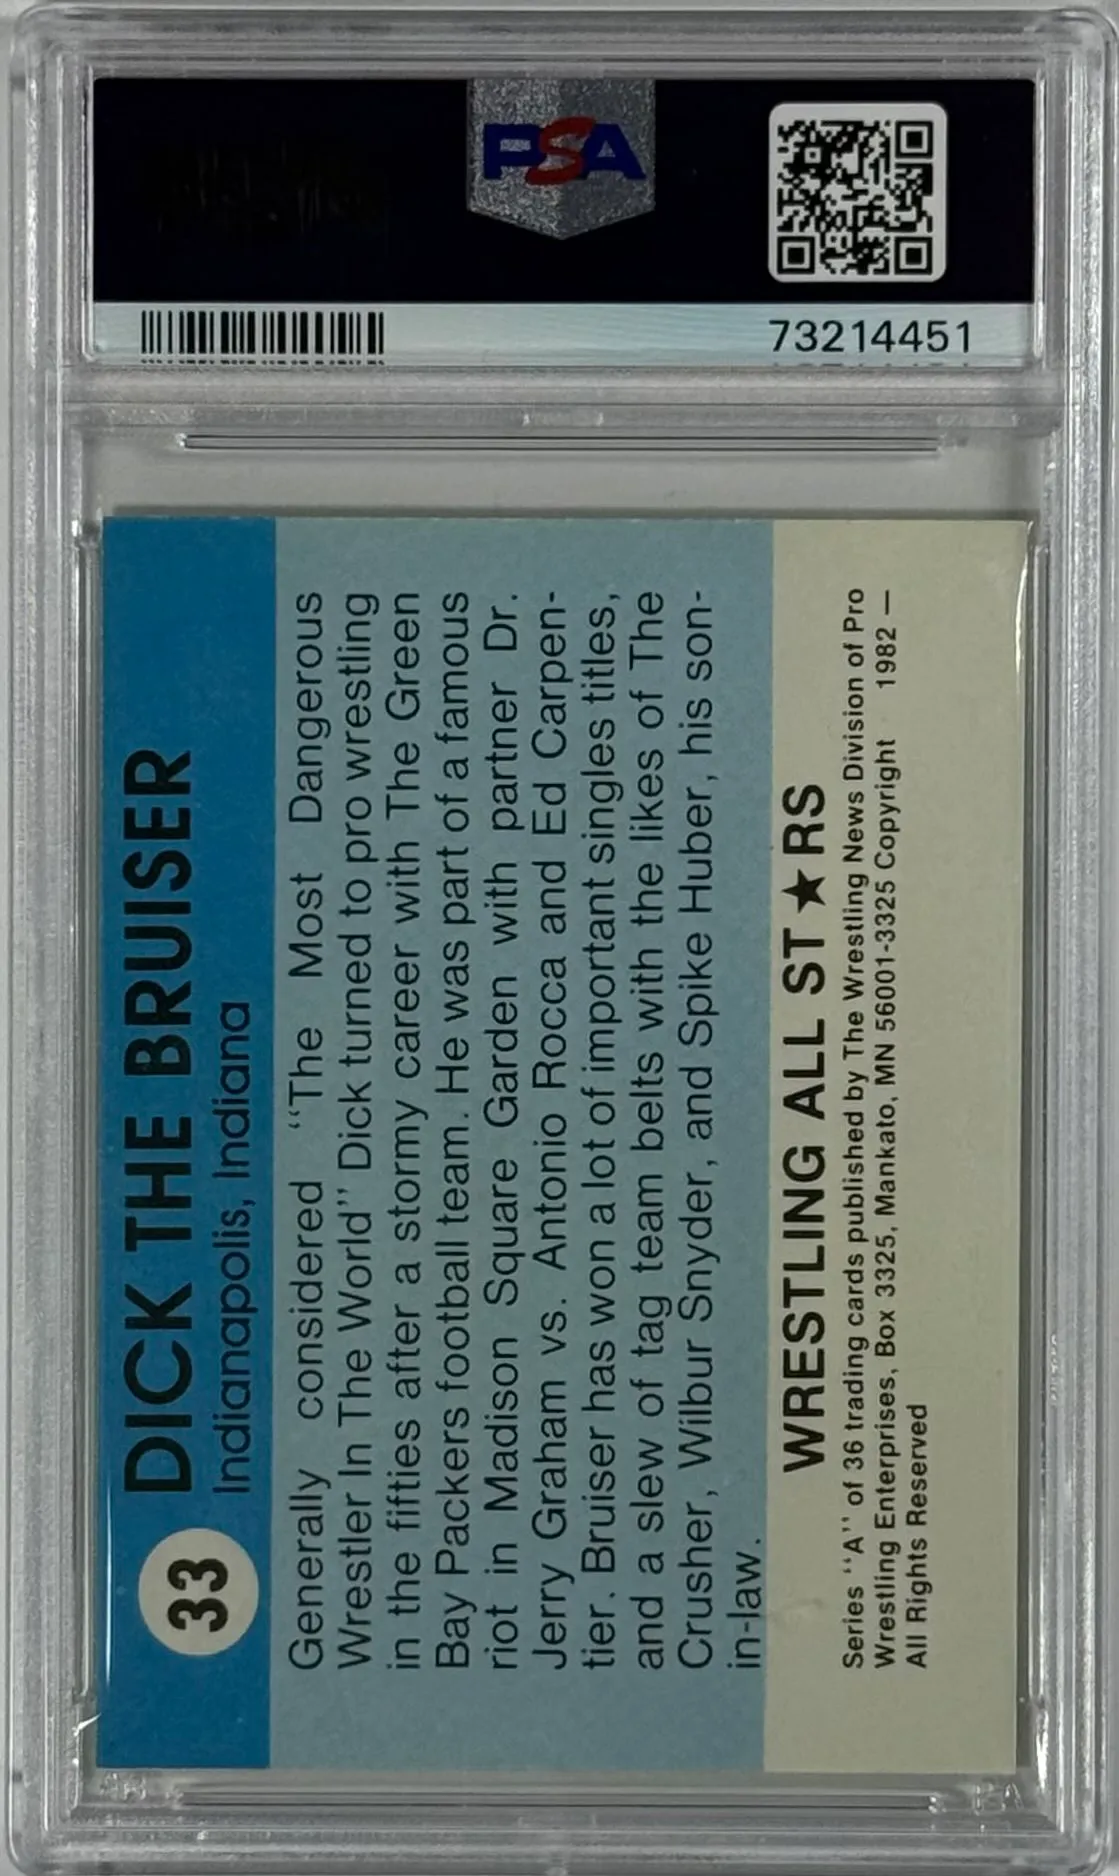 PSA
73214451
33
DICK THE BRUISER
Indianapolis, Indiana
Generally considered "The Most Dangerous
Wrestler In The World" Dick turned to pro wrestling
in the fifties after a stormy career with The Green
Bay Packers football team. He was part of a famous
riot in Madison Square Garden with partner Dr.
Jerry Graham vs. Antonio Rocca and Ed Carpen-
tier. Bruiser has won a lot of important singles titles,
and a slew of tag team belts with the likes of The
Crusher, Wilbur Snyder, and Spike Huber, his son-
in-law.
WRESTLING ALL ST★RS
Series "A" of 36 trading cards published by The Wrestling News Division of Pro
Wrestling Enterprises, Box 3325, Mankato, MN 56001-3325 Copyright 1982 —
All Rights Reserved